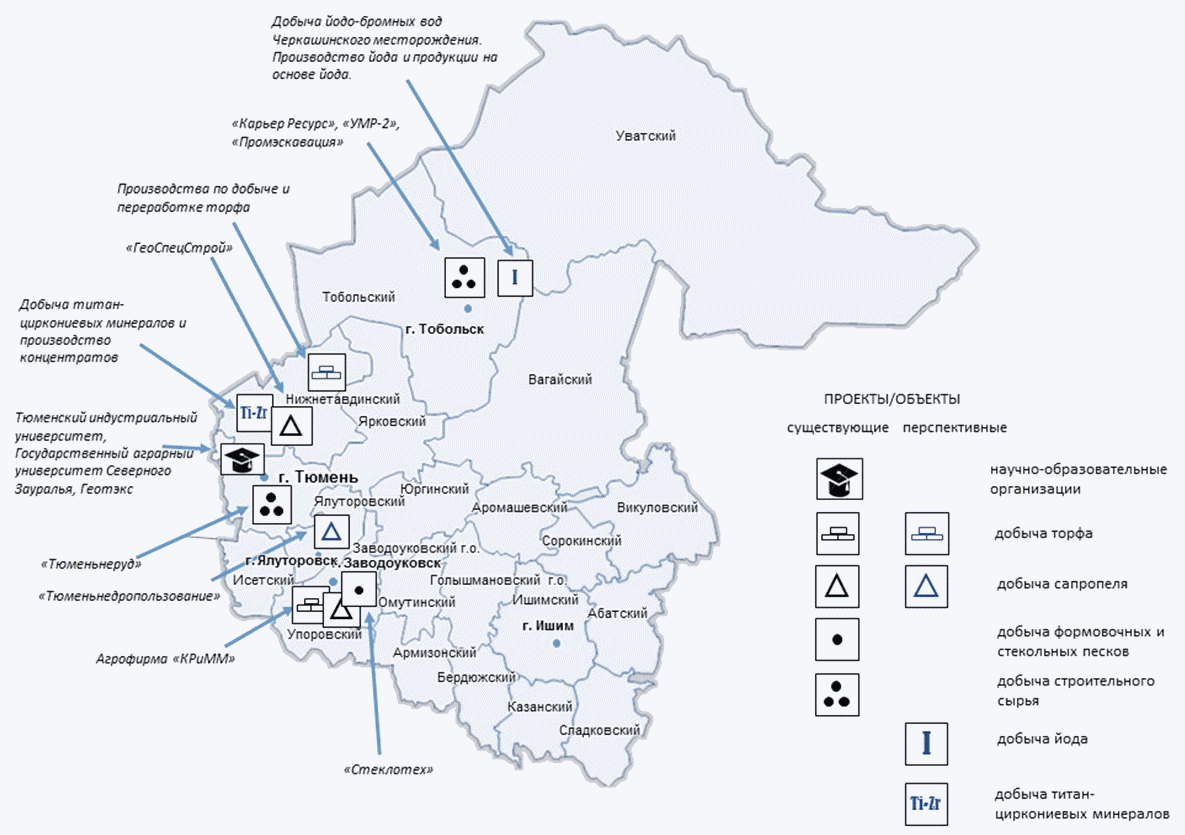 Добыча йодо-бромных вод
Черкашинского месторождения.
Производство йода и продукции на
основе йода.
«Карьер Ресурс», «УМР-2»,
«Промэскавация»
Производства по добыче и
переработке торфа
«ГеоСпецСтрой»
Добыча титан-
циркониевых минералов и
производство
концентратов
Тюменский индустриальный
университет,
Государственный аграрный
университет Северного
Зауралья, Геотэкс
«Тюменьнеруд»
«Тюменьнедропользование»
Агрофирма «КРиММ»
«Стеклотех»
Уватский
Тобольский
I
г. Тобольск
Вагайский
Нижнетавдинский
Ti-Zr
Ярковский
г. Тюмень
Юргинский
Ялуторовский
Аромашевский
Викуловский
Сорокинский
Заводоуковский г.о.
г.Ялуторовск
г. Заводоуковск
Исетский
Голышмановский г.о.
Омутинский
Ишимский
Абатский
г. Ишим
Упоровский
Армизонский
Бердюжский
Казанский
Сладковский
ПРОЕКТЫ/ОБЪЕКТЫ
существующие перспективные
научно-образовательные
организации
добыча торфа
добыча сапропеля
добыча формовочных и
стекольных песков
добыча строительного
сырья
I
добыча йода
Ti-Zr
добыча титан-
циркониевых минералов